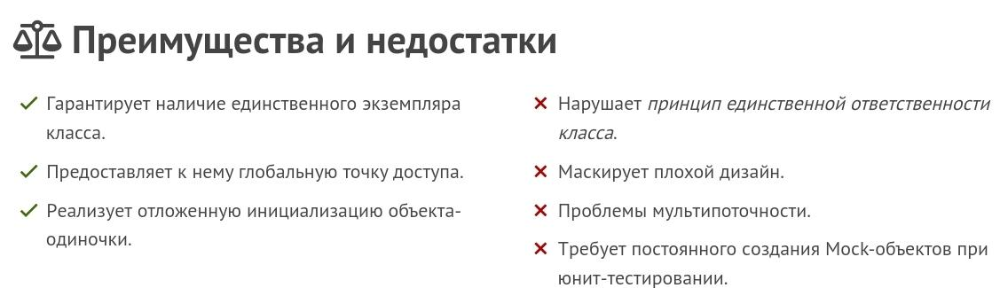 Преимущества и недостатки
Гарантирует наличие единственного экземпляра
класса.
Предоставляет к нему глобальную точку доступа.
Реализует отложенную инициализацию объекта-
одиночки.
Нарушает принцип единственной ответственности
класса.
Маскирует плохой дизайн.
Проблемы мультипоточности.
Требует постоянного создания Mock-объектов при
юнит-тестировании.